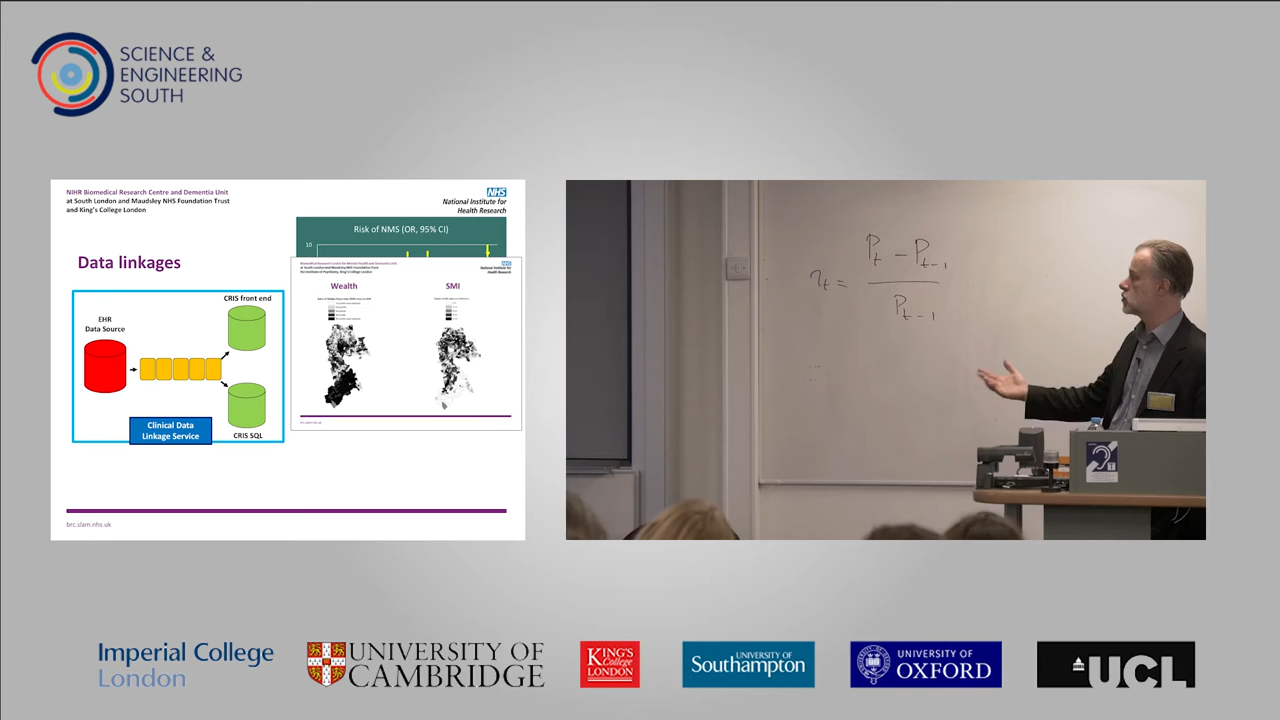 SCIENCE &
ENGINEERING
SOUTH
NIHR Biomedical Research Centre and Dementia Unit
at South London and Maudsley NHS Foundation Trust
and King's College London
NHS
National Institute for
Health Research
Risk of NMS (OR, 95% CI)
10
Data linkages
CRIS front end
EHR
Data Source
Clinical Data
Linkage Service
CRIS SQL
Wealth
SMI
brc.slam.nhs.uk
r_t = (P_t − P_{t−1}) / P_{t−1}
Imperial College
London
UNIVERSITY OF
CAMBRIDGE
KING'S
College
LONDON
UNIVERSITY OF
Southampton
UNIVERSITY OF
OXFORD
UCL